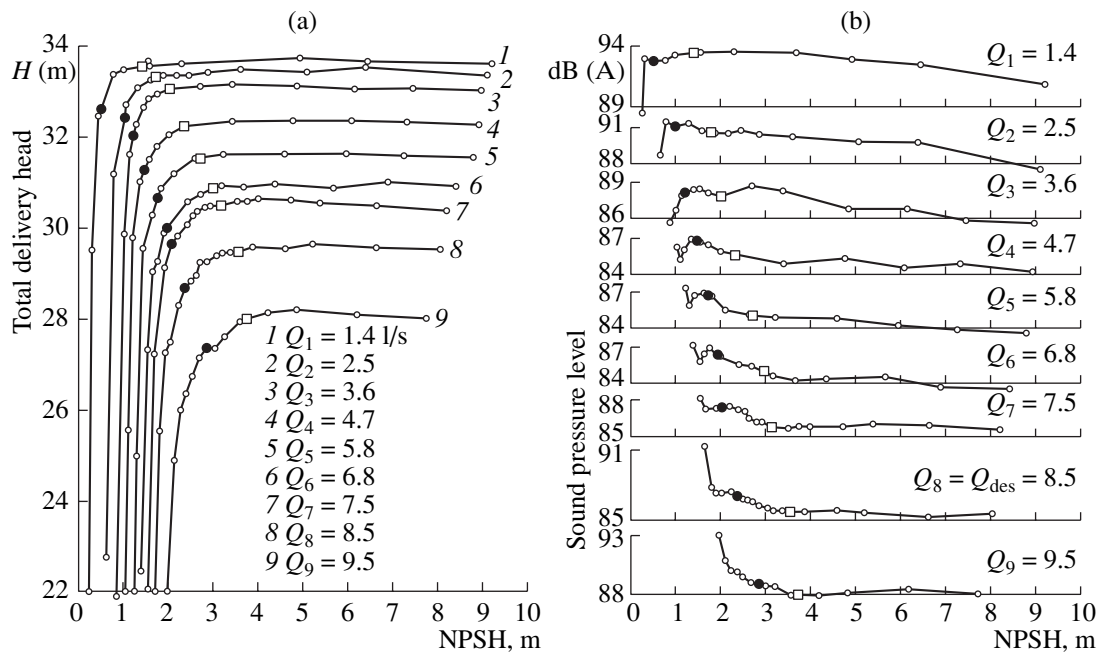 (a)
(b)
H (m)
Total delivery head
34
32
30
28
26
24
22
0 1 2 3 4 5 6 7 8 9 10
NPSH, m
1
2
3
4
5
6
7
8
9
1 Q1 = 1.4 l/s
2 Q2 = 2.5
3 Q3 = 3.6
4 Q4 = 4.7
5 Q5 = 5.8
6 Q6 = 6.8
7 Q7 = 7.5
8 Q8 = 8.5
9 Q9 = 9.5
dB (A)
Sound pressure level
94
89
Q1 = 1.4
91
88
Q2 = 2.5
89
86
Q3 = 3.6
87
84
Q4 = 4.7
87
84
Q5 = 5.8
87
84
Q6 = 6.8
88
85
Q7 = 7.5
91
85
Q8 = Qdes = 8.5
93
88
Q9 = 9.5
0 1 2 3 4 5 6 7 8 9 10
NPSH, m